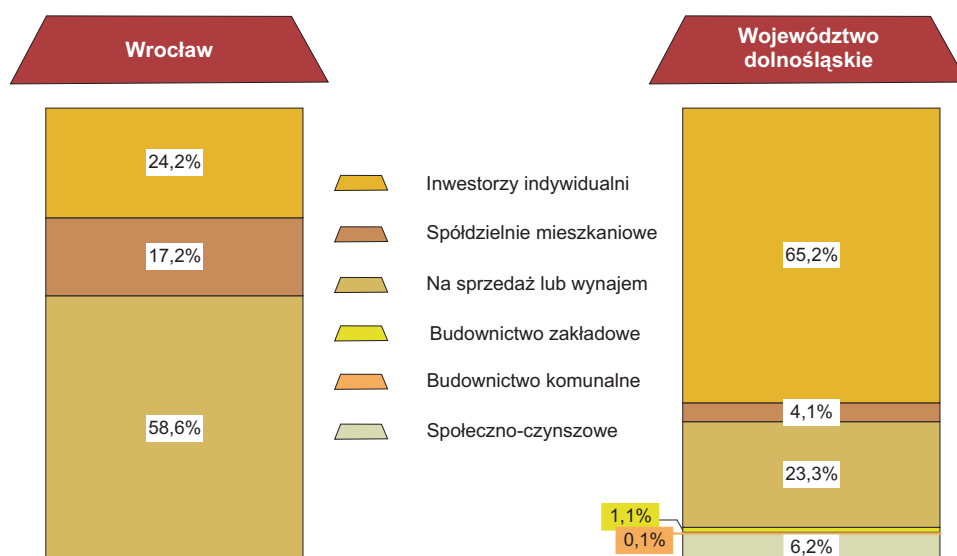 Wrocław
Województwo
dolnośląskie
24,2%
17,2%
58,6%
Inwestorzy indywidualni
Spółdzielnie mieszkaniowe
Na sprzedaż lub wynajem
Budownictwo zakładowe
Budownictwo komunalne
Społeczno-czynszowe
65,2%
4,1%
23,3%
1,1%
0,1%
6,2%